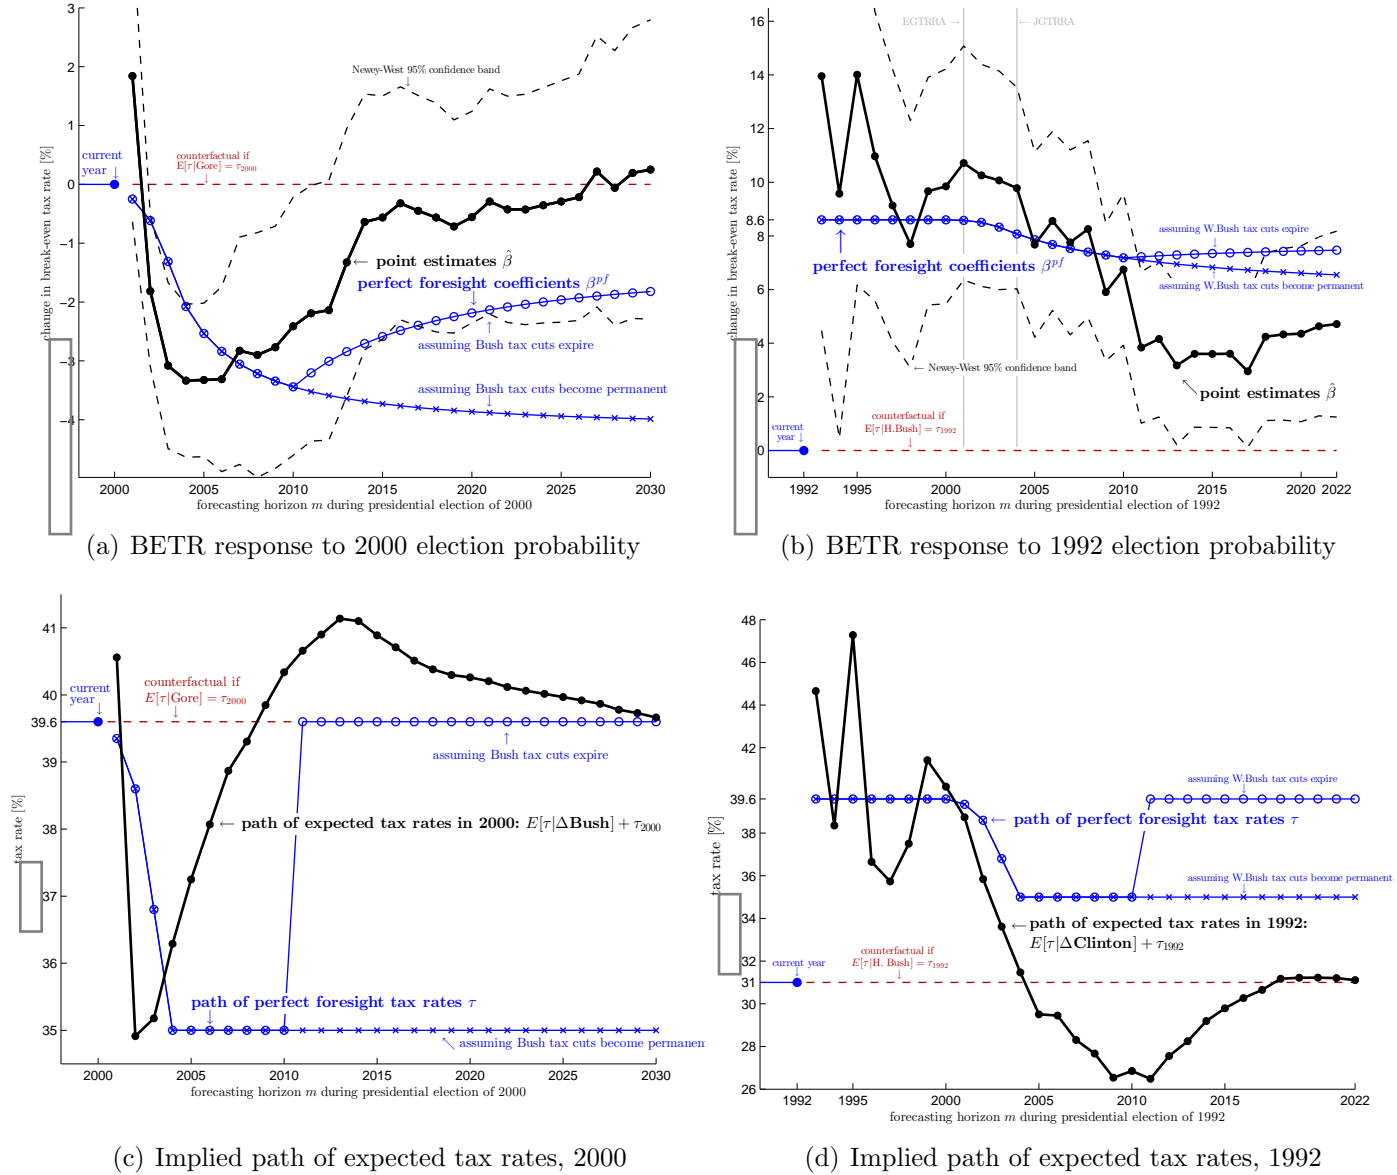 3
2
1
0
−1
−2
−3
−4
change in break-even tax rate [%]
current
year ↓
counterfactual if
E[τ|Gore] = τ2000
↓
Newey-West 95% confidence band
↓
← point estimates β̂
perfect foresight coefficients β^pf
↓
↑
assuming Bush tax cuts expire
assuming Bush tax cuts become permanent
↓
2000 2005 2010 2015 2020 2025 2030
forecasting horizon m during presidential election of 2000
(a) BETR response to 2000 election probability
16
14
12
10
8.6
8
6
4
2
0
change in break-even tax rate [%]
EGTRRA →
← JGTRRA
assuming W.Bush tax cuts expire
↓
↑
perfect foresight coefficients β^pf
↑
assuming W.Bush tax cuts become permanent
← Newey-West 95% confidence band
↖
point estimates β̂
counterfactual if
E[τ|H.Bush] = τ1992
↓
current
year ↓
1992 1995 2000 2005 2010 2015 2020 2022
forecasting horizon m during presidential election of 1992
(b) BETR response to 1992 election probability
41
40
39.6
39
38
37
36
35
tax rate [%]
current
year ↓
counterfactual if
E[τ|Gore] = τ2000
↓
↑
assuming Bush tax cuts expire
← path of expected tax rates in 2000: E[τ|ΔBush] + τ2000
path of perfect foresight tax rates τ
↓
↖ assuming Bush tax cuts become permanent
2000 2005 2010 2015 2020 2025 2030
forecasting horizon m during presidential election of 2000
(c) Implied path of expected tax rates, 2000
48
46
44
42
39.6
38
35
34
32
31
30
28
26
tax rate [%]
assuming W.Bush tax cuts expire
↓
← path of perfect foresight tax rates τ
assuming W.Bush tax cuts become permanent
↓
← path of expected tax rates in 1992:
E[τ|ΔClinton] + τ1992
counterfactual if
E[τ|H. Bush] = τ1992
↓
current year
↓
1992 1995 2000 2005 2010 2015 2022
forecasting horizon m during presidential election of 1992
(d) Implied path of expected tax rates, 1992